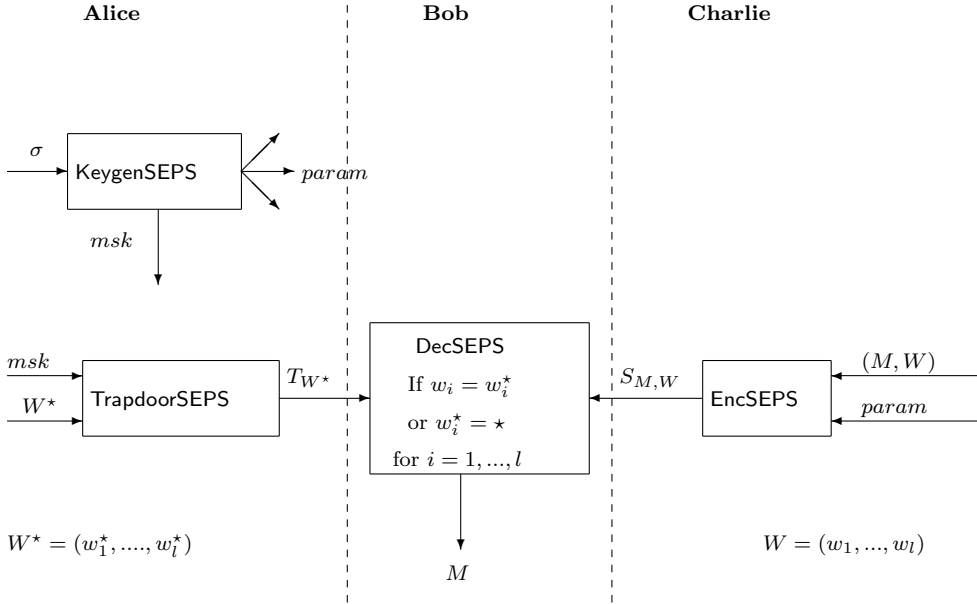 Alice Bob Charlie
σ
KeygenSEPS
param
msk
msk
W⋆
TrapdoorSEPS
T_{W⋆}
DecSEPS
If w_i = w_i^⋆
or w_i^⋆ = ⋆
for i = 1, ..., l
S_{M,W}
EncSEPS
(M, W)
param
W⋆ = (w_1^⋆, ...., w_l^⋆)
M
W = (w_1, ..., w_l)